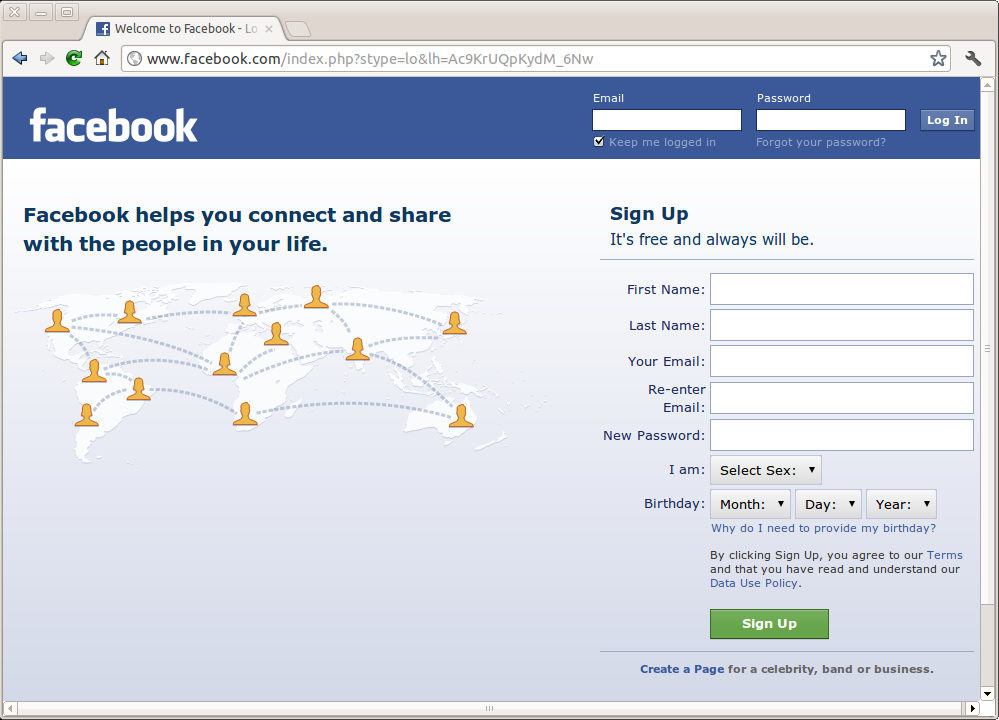 Welcome to Facebook - Lo
www.facebook.com/index.php?stype=lo&lh=Ac9KrUQpKydM_6Nw
facebook
Email
Password
Log In
Keep me logged in
Forgot your password?
Facebook helps you connect and share
with the people in your life.
Sign Up
It's free and always will be.
First Name:
Last Name:
Your Email:
Re-enter
Email:
New Password:
I am:
Select Sex:
Birthday:
Month:
Day:
Year:
Why do I need to provide my birthday?
By clicking Sign Up, you agree to our Terms
and that you have read and understand our
Data Use Policy.
Sign Up
Create a Page for a celebrity, band or business.